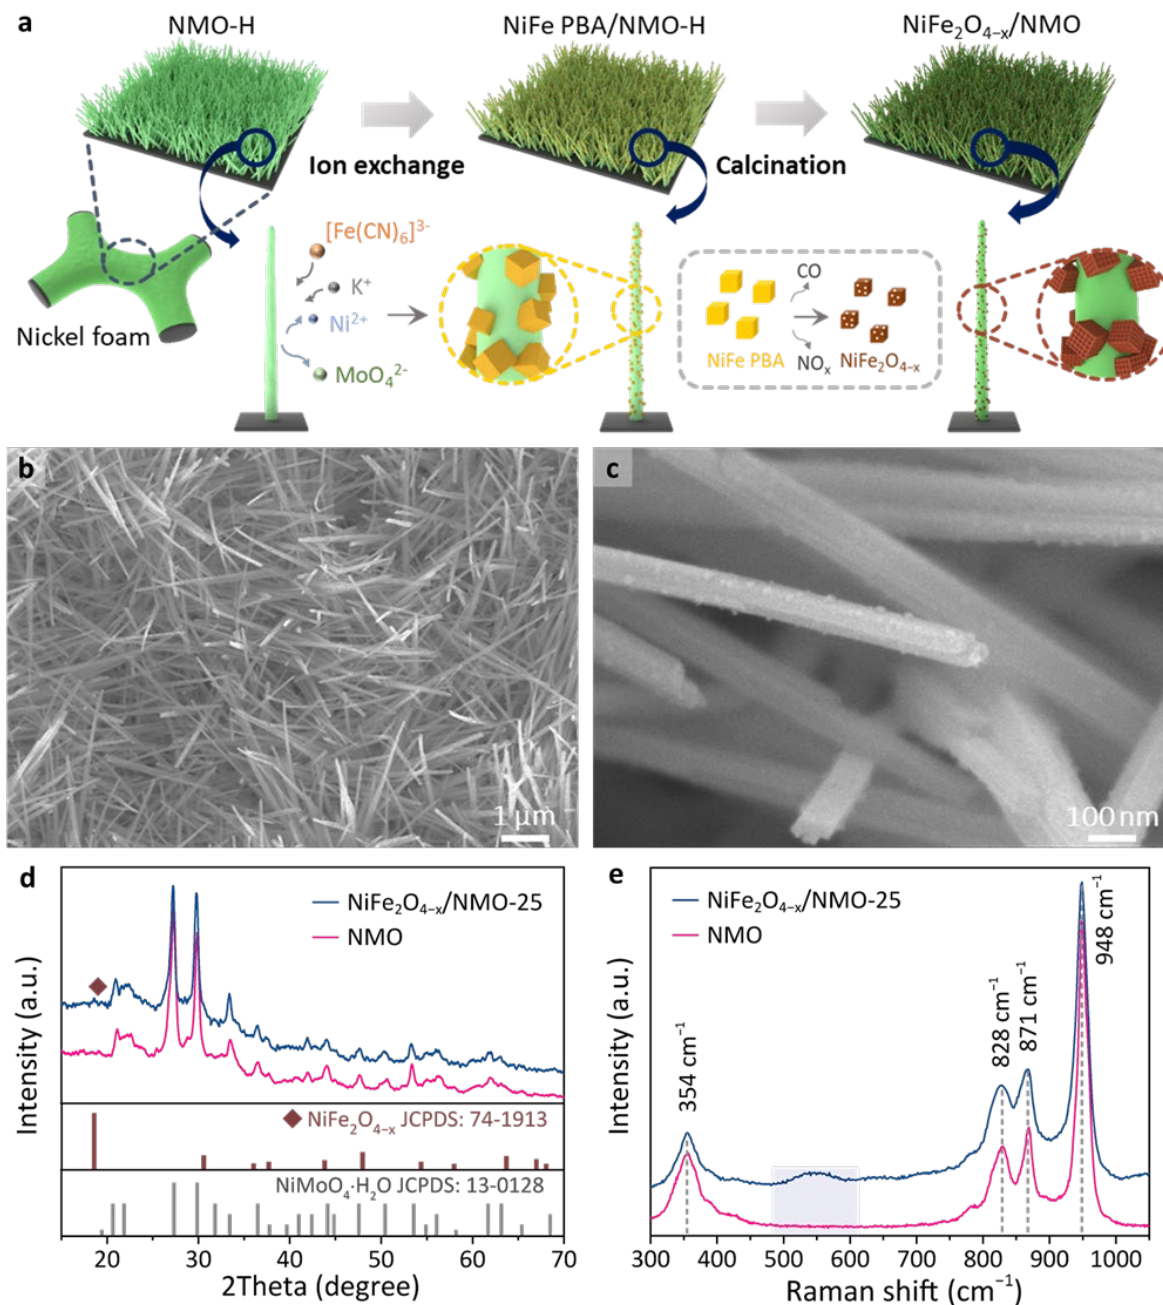 a
NMO-H
NiFe PBA/NMO-H
NiFe₂O₄₋ₓ/NMO
Ion exchange
Calcination
Nickel foam
[Fe(CN)₆]³⁻
K⁺
Ni²⁺
MoO₄²⁻
CO
NiFe PBA
NOₓ
NiFe₂O₄₋ₓ
b
1 μm
c
100 nm
d
Intensity (a.u.)
NiFe₂O₄₋ₓ/NMO-25
NMO
NiFe₂O₄₋ₓ JCPDS: 74-1913
NiMoO₄·H₂O JCPDS: 13-0128
20 30 40 50 60 70
2Theta (degree)
e
Intensity (a.u.)
NiFe₂O₄₋ₓ/NMO-25
NMO
354 cm⁻¹
828 cm⁻¹
871 cm⁻¹
948 cm⁻¹
300 400 500 600 700 800 900 1000
Raman shift (cm⁻¹)